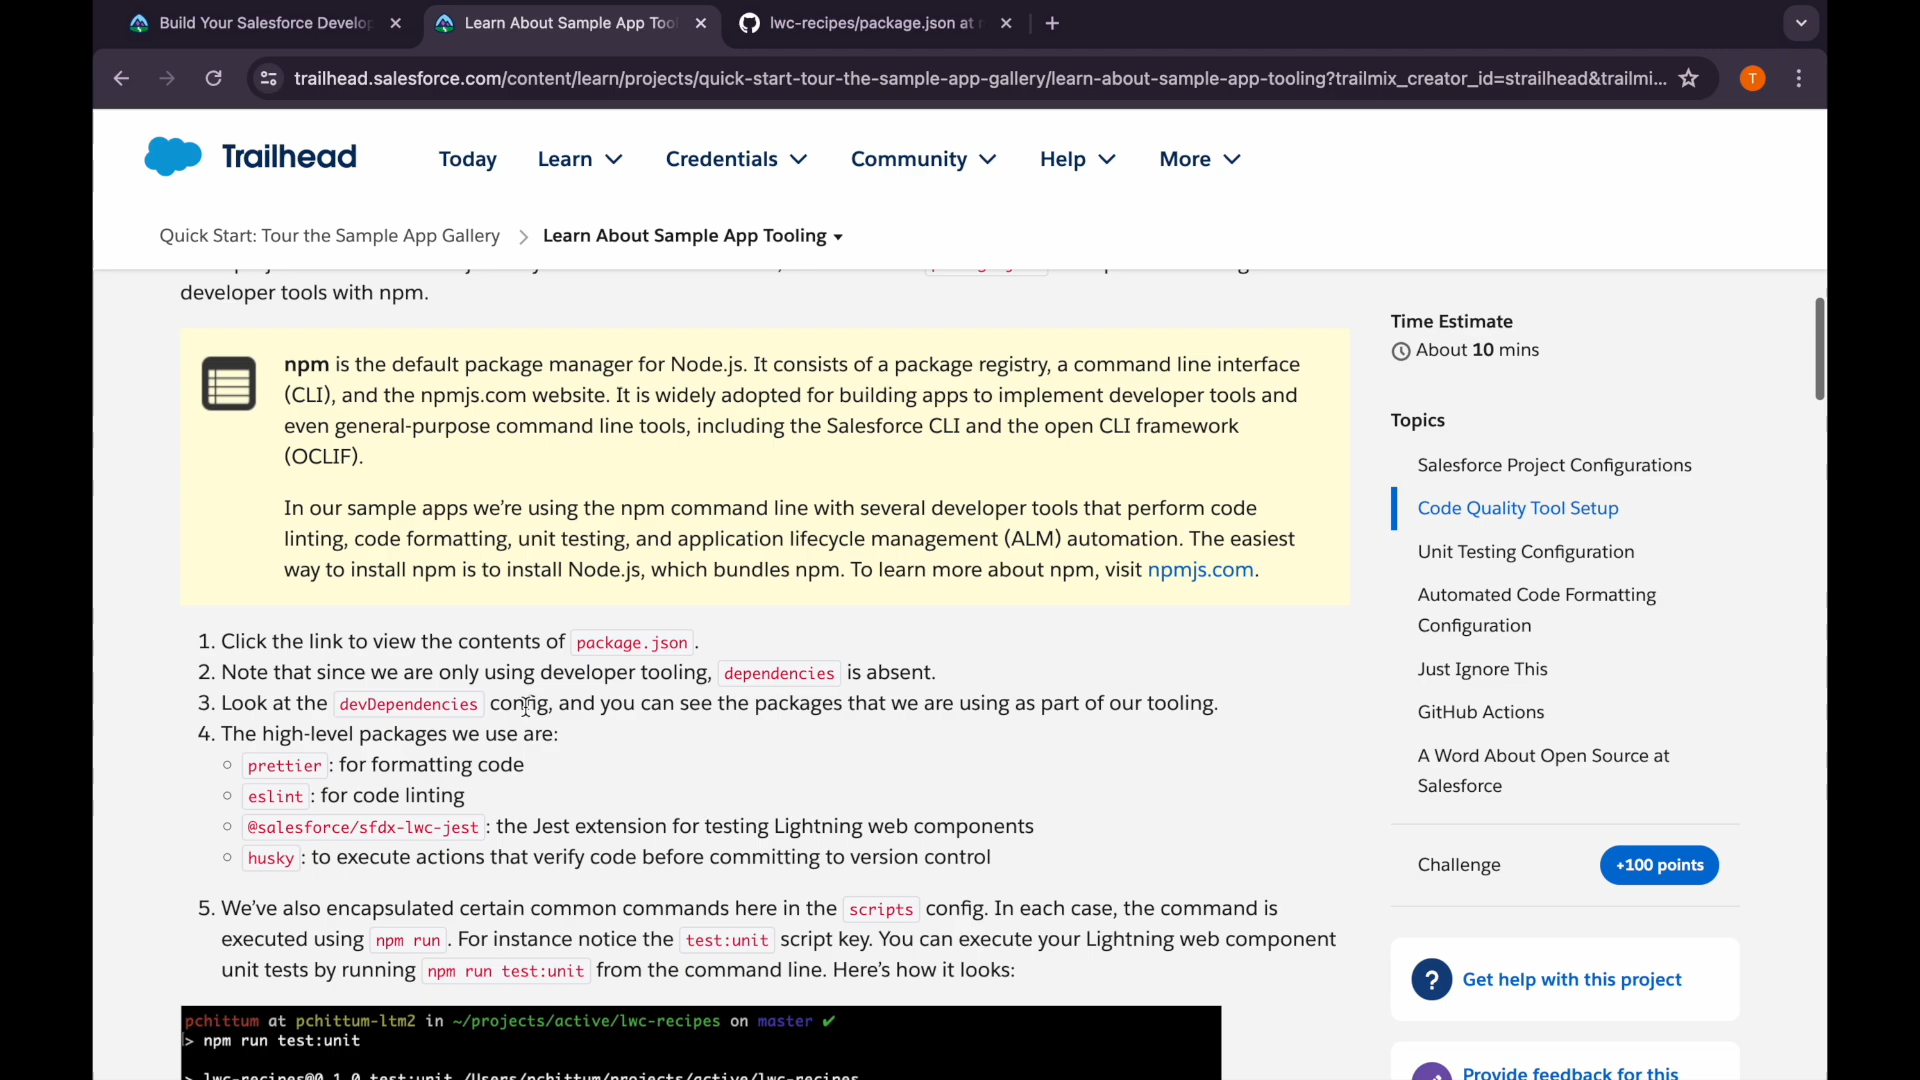 Build Your Salesforce Develop
Learn About Sample App Tool
lwc-recipes/package.json at
trailhead.salesforce.com/content/learn/projects/quick-start-tour-the-sample-app-gallery/learn-about-sample-app-tooling?trailmix_creator_id=strailhead&trailmi...
T
Trailhead
Today
Learn
Credentials
Community
Help
More
Quick Start: Tour the Sample App Gallery
Learn About Sample App Tooling
developer tools with npm.
npm is the default package manager for Node.js. It consists of a package registry, a command line interface
(CLI), and the npmjs.com website. It is widely adopted for building apps to implement developer tools and
even general-purpose command line tools, including the Salesforce CLI and the open CLI framework
(OCLIF).
In our sample apps we’re using the npm command line with several developer tools that perform code
linting, code formatting, unit testing, and application lifecycle management (ALM) automation. The easiest
way to install npm is to install Node.js, which bundles npm. To learn more about npm, visit npmjs.com.
1. Click the link to view the contents of package.json.
2. Note that since we are only using developer tooling, dependencies is absent.
3. Look at the devDependencies config, and you can see the packages that we are using as part of our tooling.
4. The high-level packages we use are:
prettier: for formatting code
eslint: for code linting
@salesforce/sfdx-lwc-jest: the Jest extension for testing Lightning web components
husky: to execute actions that verify code before committing to version control
5. We’ve also encapsulated certain common commands here in the scripts config. In each case, the command is
executed using npm run. For instance notice the test:unit script key. You can execute your Lightning web component
unit tests by running npm run test:unit from the command line. Here’s how it looks:
pchittum at pchittum-ltm2 in ~/projects/active/lwc-recipes on master ✔
> npm run test:unit
> lwc-recipes@0.1.0 test:unit /Users/pchittum/projects/active/lwc-recipes
Time Estimate
About 10 mins
Topics
Salesforce Project Configurations
Code Quality Tool Setup
Unit Testing Configuration
Automated Code Formatting
Configuration
Just Ignore This
GitHub Actions
A Word About Open Source at
Salesforce
Challenge
+100 points
? Get help with this project
Provide feedback for this